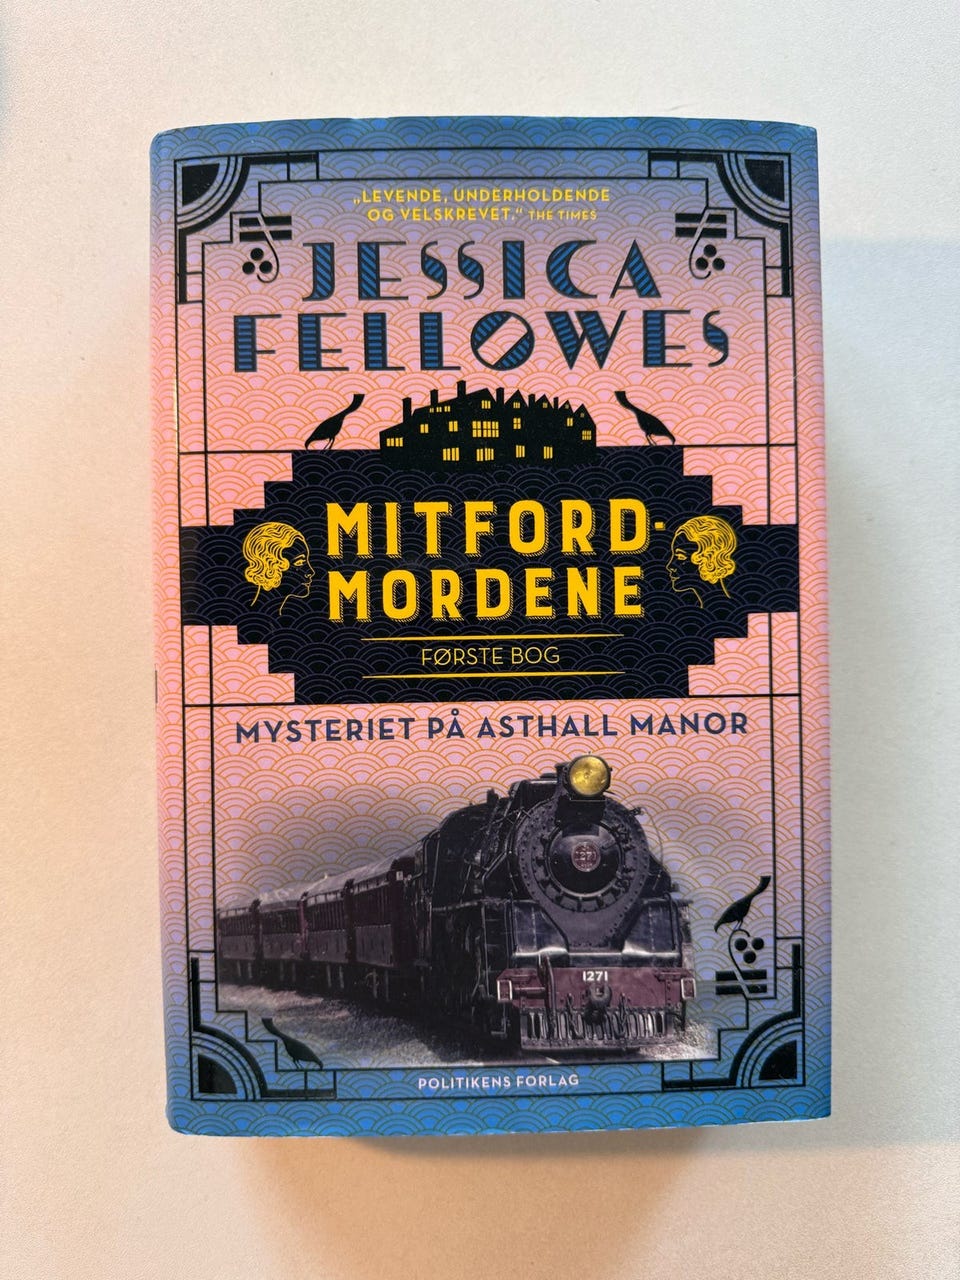 „LEVENDE, UNDERHOLDENDE
OG VELSKREVET.“ THE TIMES
JESSICA
FELLOWES
MITFORD-
MORDENE
FØRSTE BOG
MYSTERIET PÅ ASTHALL MANOR
1271
1271
POLITIKENS FORLAG